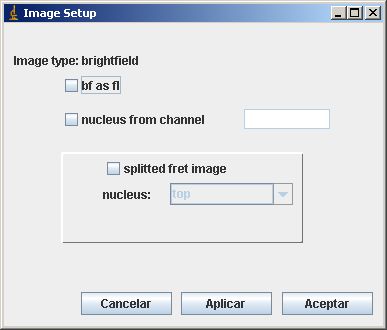 Image Setup
Image type: brightfield
bf as fl
nucleus from channel
splitted fret image
nucleus: top
Cancelar Aplicar Aceptar